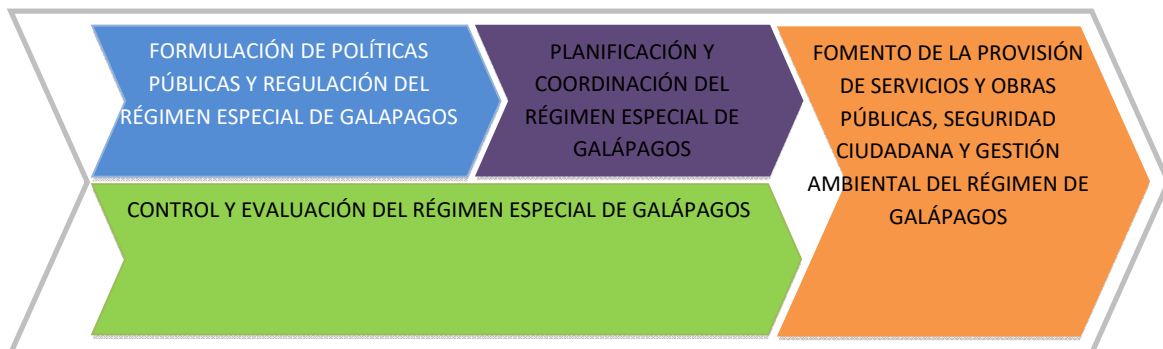 FORMULACIÓN DE POLÍTICAS
PÚBLICAS Y REGULACIÓN DEL
RÉGIMEN ESPECIAL DE GALAPAGOS
PLANIFICACIÓN Y
COORDINACIÓN DEL
RÉGIMEN ESPECIAL DE
GALÁPAGOS
FOMENTO DE LA PROVISIÓN
DE SERVICIOS Y OBRAS
PÚBLICAS, SEGURIDAD
CIUDADANA Y GESTIÓN
AMBIENTAL DEL RÉGIMEN DE
GALÁPAGOS
CONTROL Y EVALUACIÓN DEL RÉGIMEN ESPECIAL DE GALÁPAGOS